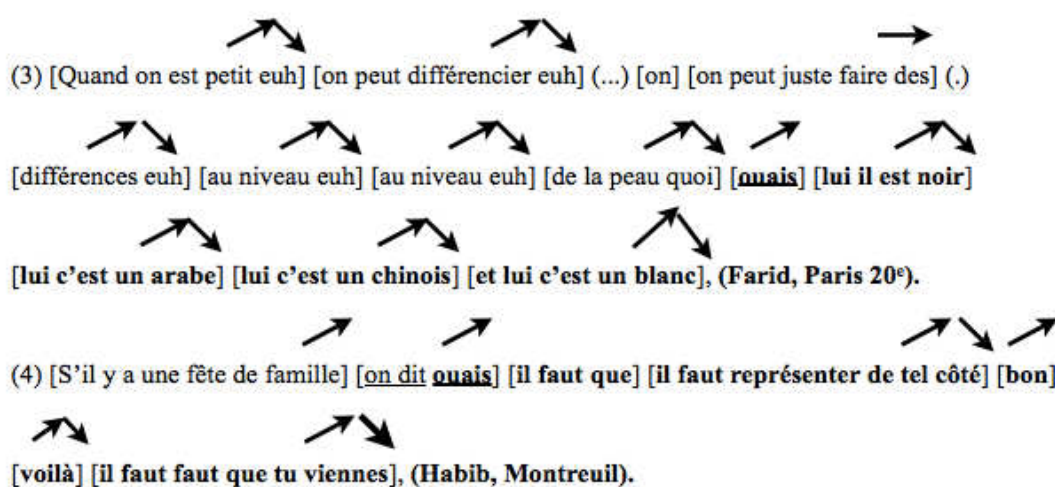 (3) [Quand on est petit euh] [on peut différencier euh] (...) [on] [on peut juste faire des] (.)
[différences euh] [au niveau euh] [au niveau euh] [de la peau quoi] [ouais] [lui il est noir]
[lui c’est un arabe] [lui c’est un chinois] [et lui c’est un blanc], (Farid, Paris 20ᵉ).
(4) [S’il y a une fête de famille] [on dit ouais] [il faut que] [il faut représenter de tel côté] [bon]
[voilà] [il faut faut que tu viennes], (Habib, Montreuil).